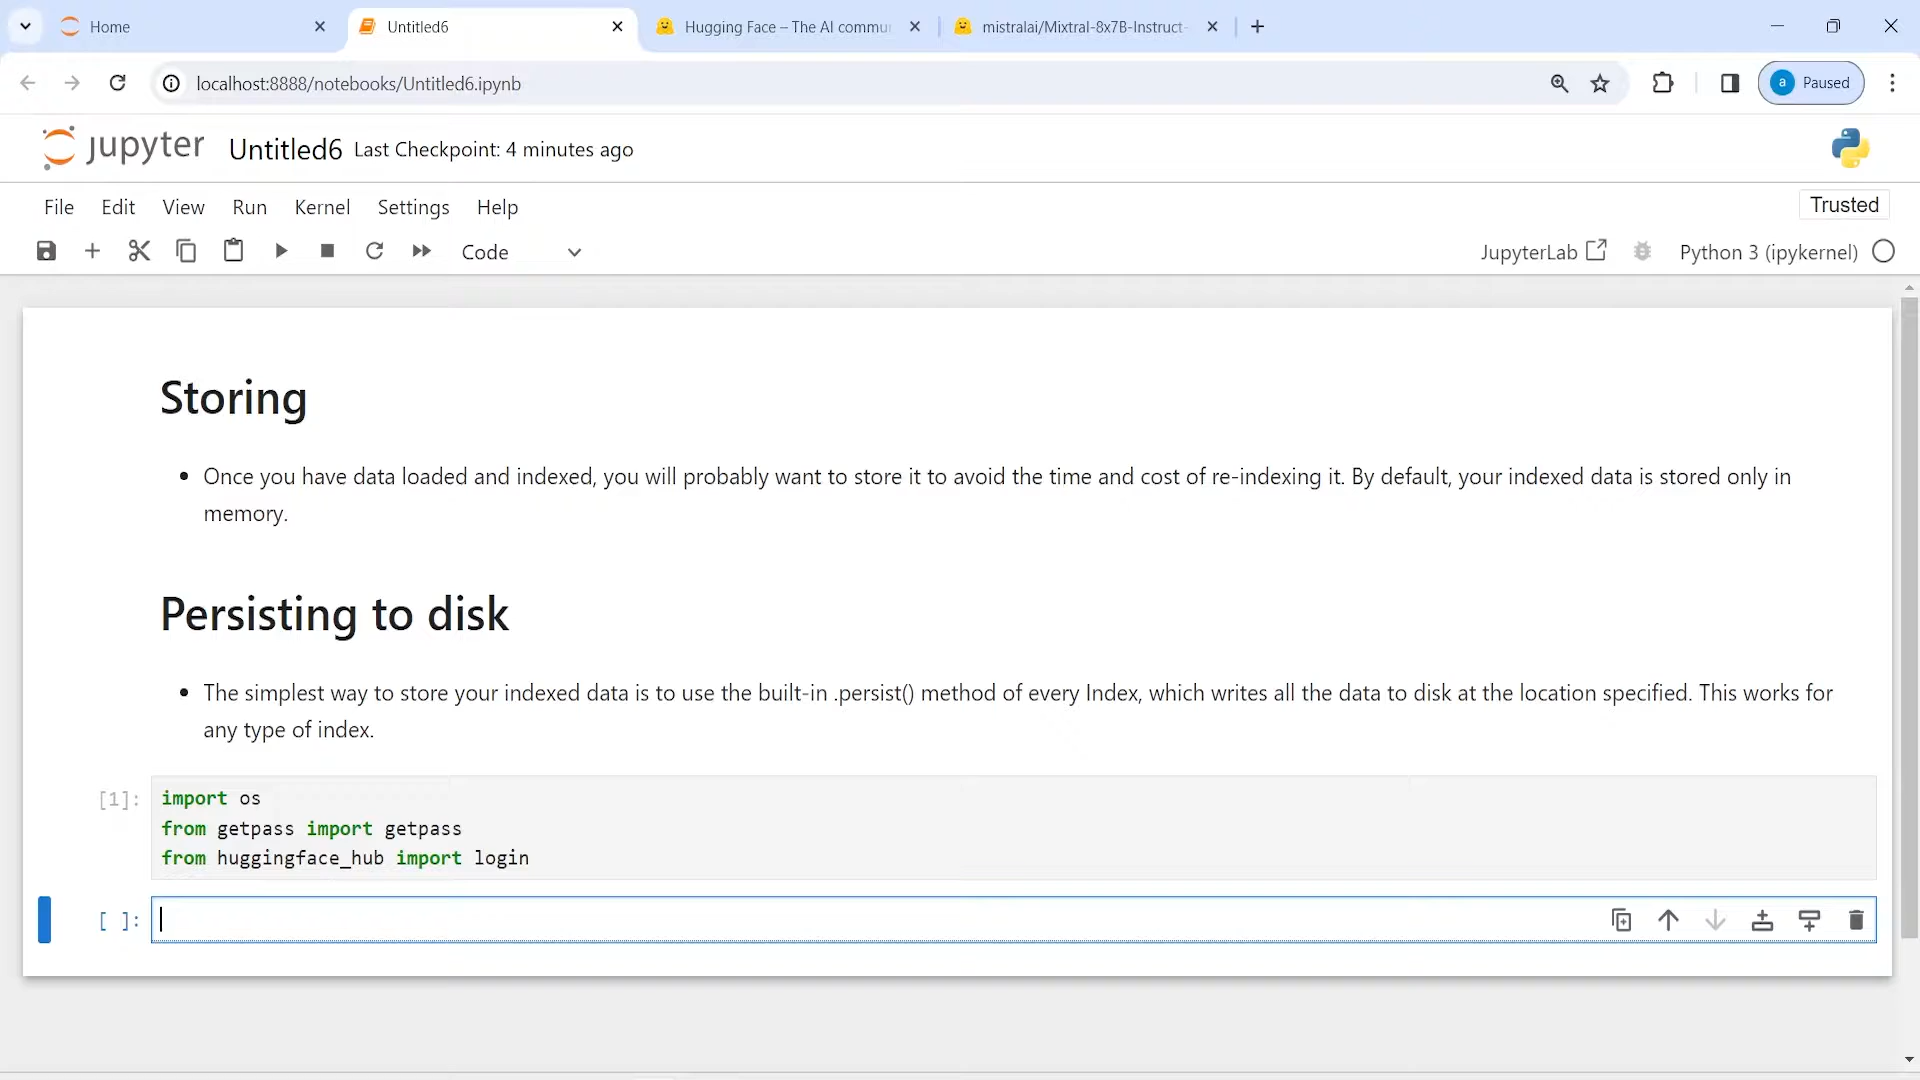 Home
Untitled6
Hugging Face – The AI commu
mistralai/Mixtral-8x7B-Instruct-
localhost:8888/notebooks/Untitled6.ipynb
a Paused
jupyter Untitled6 Last Checkpoint: 4 minutes ago
File Edit View Run Kernel Settings Help
Trusted
Code
JupyterLab
Python 3 (ipykernel)
Storing
• Once you have data loaded and indexed, you will probably want to store it to avoid the time and cost of re-indexing it. By default, your indexed data is stored only in
memory.
Persisting to disk
• The simplest way to store your indexed data is to use the built-in .persist() method of every Index, which writes all the data to disk at the location specified. This works for
any type of index.
[1]: import os
from getpass import getpass
from huggingface_hub import login
[ ]: